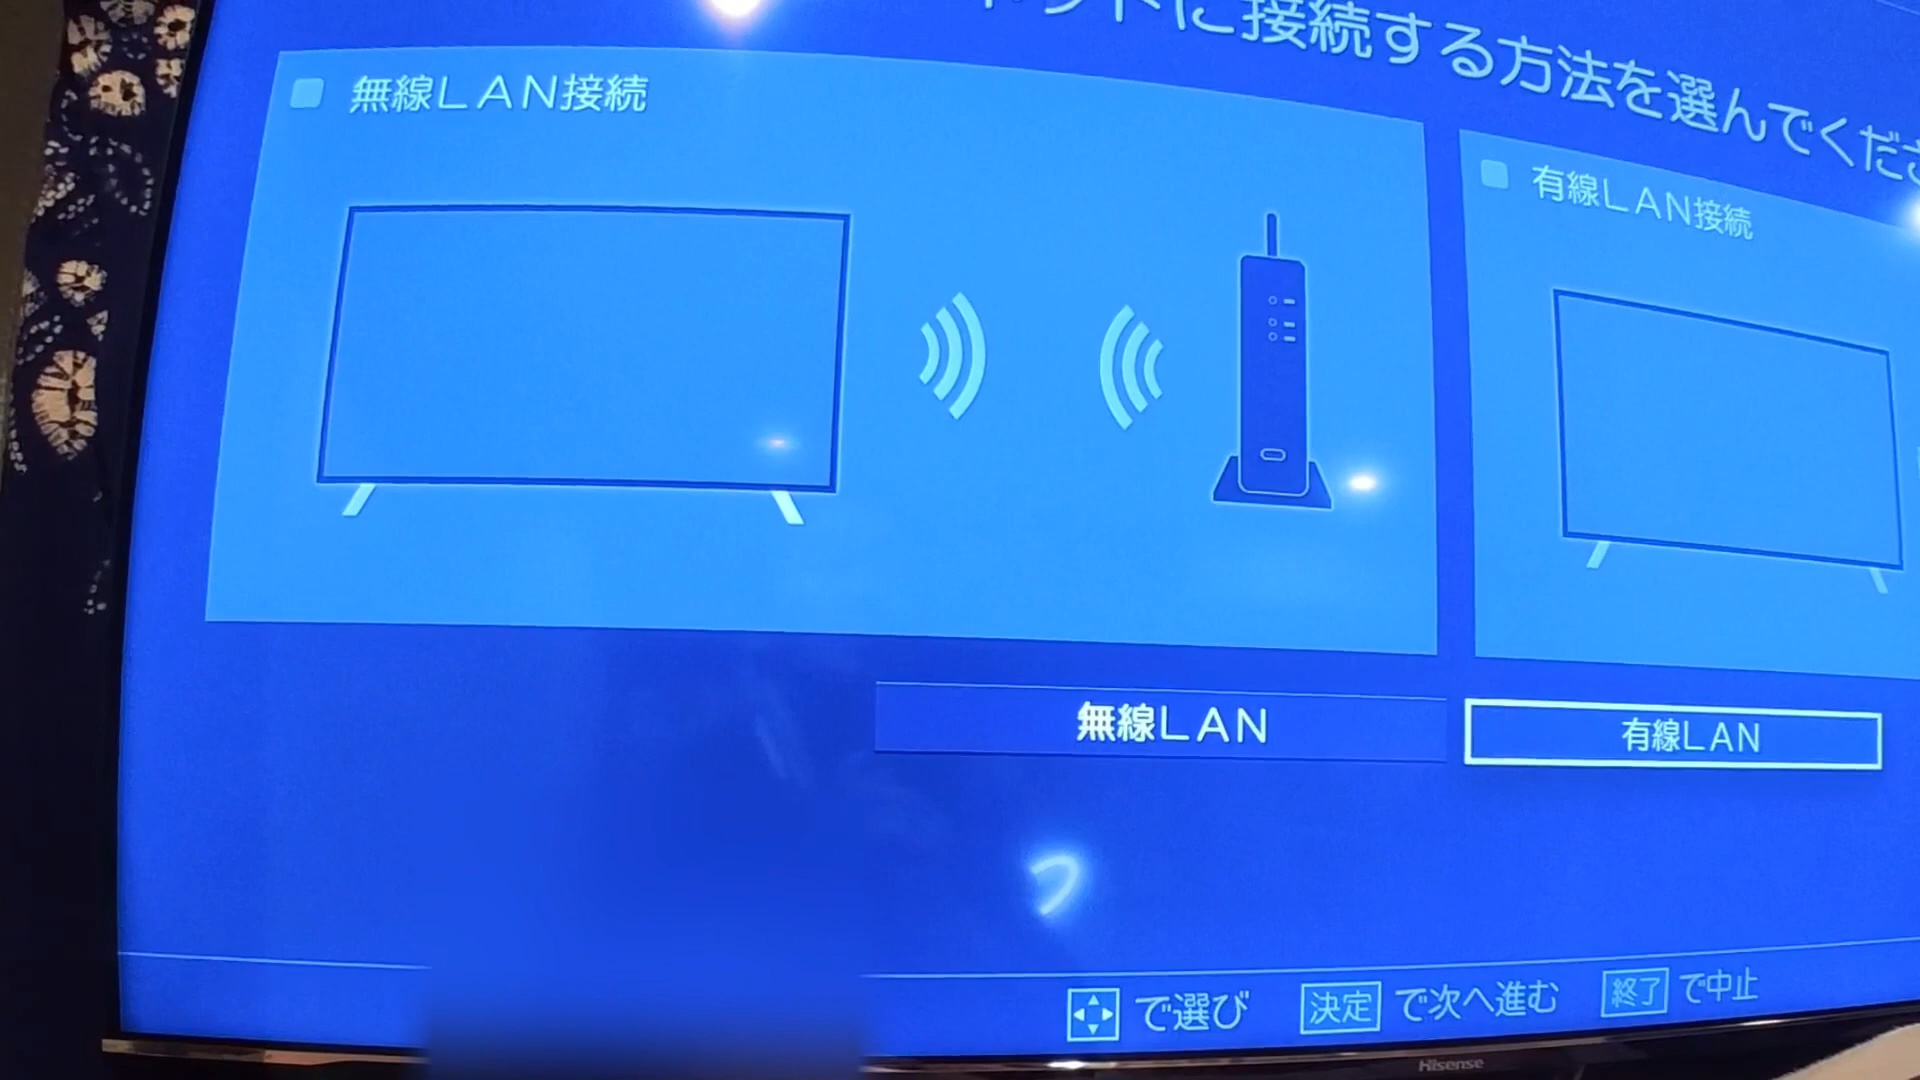 に接続する方法を選んでくださ
無線LAN接続
有線LAN接続
無線LAN
有線LAN
で選び 決定 で次へ進む 終了 で中止
Hisense